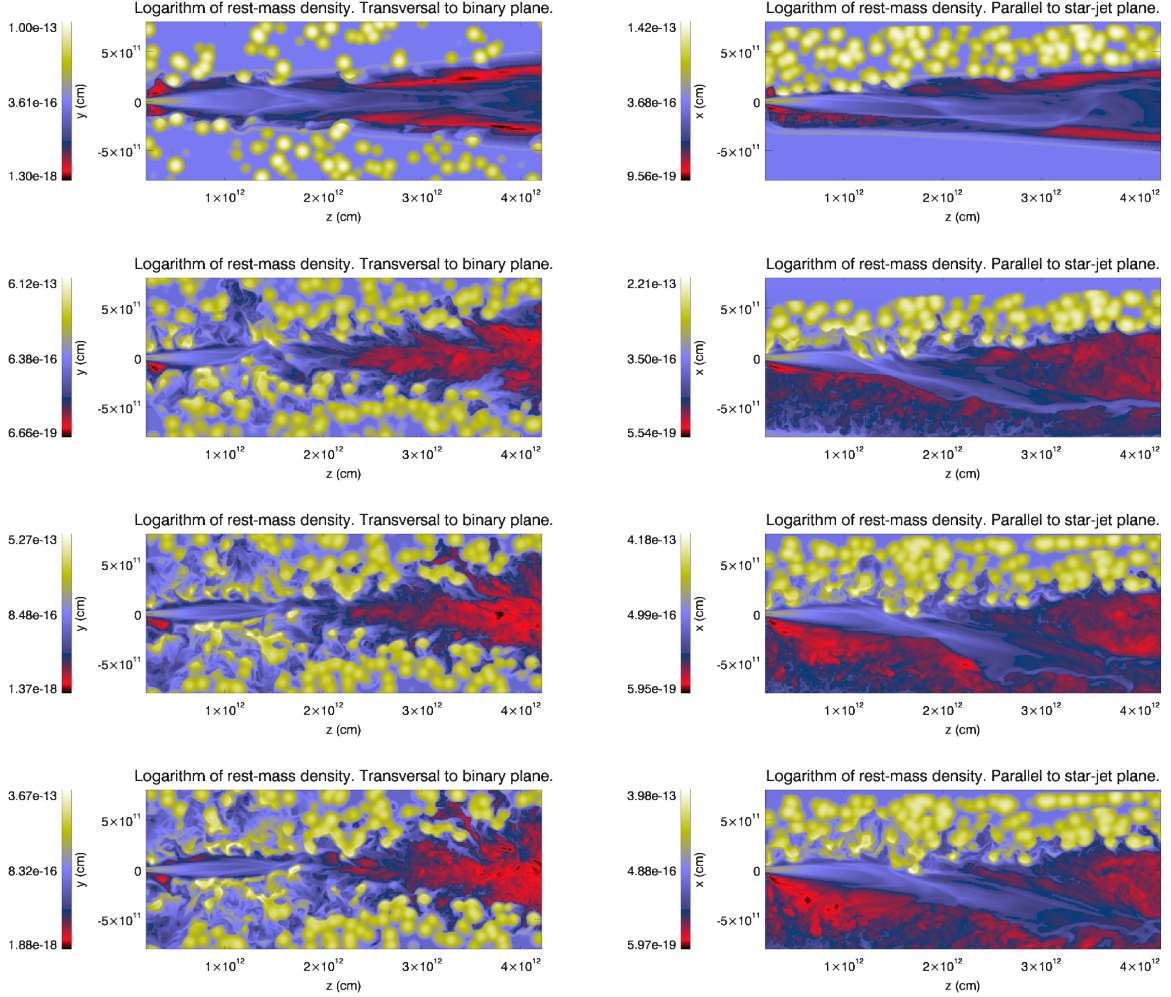 Logarithm of rest-mass density. Transversal to binary plane.
1.00e-13
3.61e-16
1.30e-18
y (cm)
5×10¹¹
0
-5×10¹¹
1×10¹² 2×10¹² 3×10¹² 4×10¹²
z (cm)
Logarithm of rest-mass density. Parallel to star-jet plane.
1.42e-13
3.68e-16
9.56e-19
x (cm)
5×10¹¹
0
-5×10¹¹
1×10¹² 2×10¹² 3×10¹² 4×10¹²
z (cm)
Logarithm of rest-mass density. Transversal to binary plane.
6.12e-13
6.38e-16
6.66e-19
y (cm)
5×10¹¹
0
-5×10¹¹
1×10¹² 2×10¹² 3×10¹² 4×10¹²
z (cm)
Logarithm of rest-mass density. Parallel to star-jet plane.
2.21e-13
3.50e-16
5.54e-19
x (cm)
5×10¹¹
0
-5×10¹¹
1×10¹² 2×10¹² 3×10¹² 4×10¹²
z (cm)
Logarithm of rest-mass density. Transversal to binary plane.
5.27e-13
8.48e-16
1.37e-18
y (cm)
5×10¹¹
0
-5×10¹¹
1×10¹² 2×10¹² 3×10¹² 4×10¹²
z (cm)
Logarithm of rest-mass density. Parallel to star-jet plane.
4.18e-13
4.99e-16
5.95e-19
x (cm)
5×10¹¹
0
-5×10¹¹
1×10¹² 2×10¹² 3×10¹² 4×10¹²
z (cm)
Logarithm of rest-mass density. Transversal to binary plane.
3.67e-13
8.32e-16
1.88e-18
y (cm)
5×10¹¹
0
-5×10¹¹
1×10¹² 2×10¹² 3×10¹² 4×10¹²
z (cm)
Logarithm of rest-mass density. Parallel to star-jet plane.
3.98e-13
4.88e-16
5.97e-19
x (cm)
5×10¹¹
0
-5×10¹¹
1×10¹² 2×10¹² 3×10¹² 4×10¹²
z (cm)